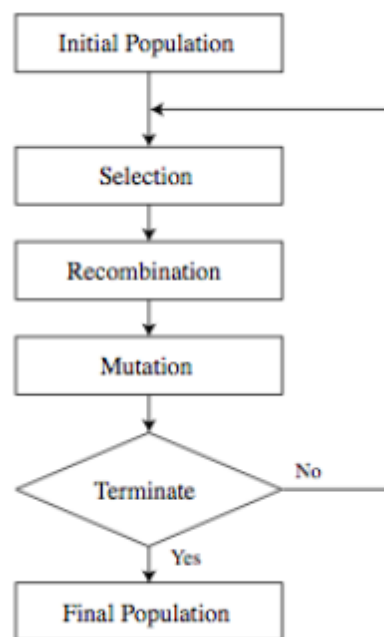 Initial Population
Selection
Recombination
Mutation
Terminate
No
Yes
Final Population